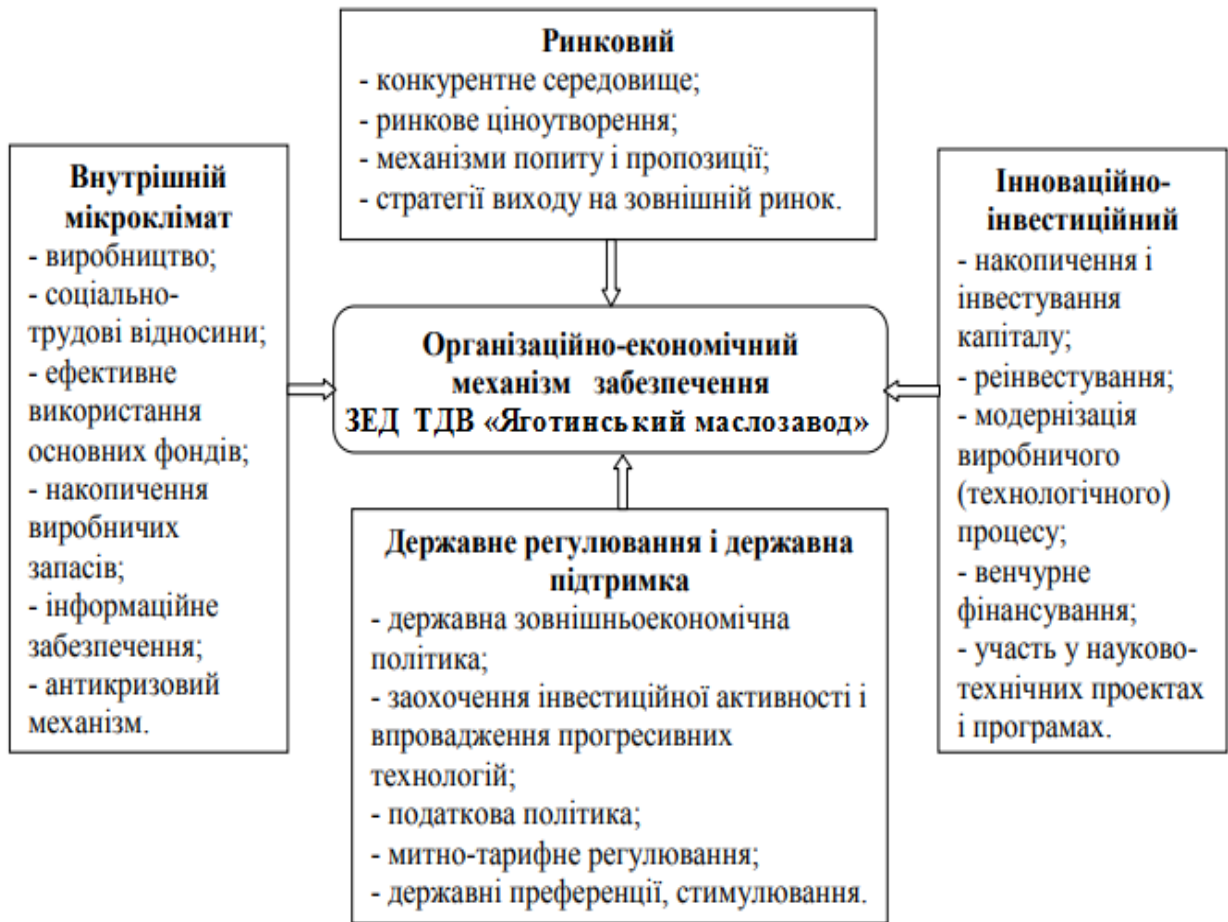 Ринковий
- конкурентне середовище;
- ринкове ціноутворення;
- механізми попиту і пропозиції;
- стратегії виходу на зовнішній ринок.
Внутрішній
мікроклімат
- виробництво;
- соціально-
трудові відносини;
- ефективне
використання
основних фондів;
- накопичення
виробничих
запасів;
- інформаційне
забезпечення;
- антикризовий
механізм.
Організаційно-економічний
механізм забезпечення
ЗЕД ТДВ «Яготинський маслозавод»
Інноваційно-
інвестиційний
- накопичення і
інвестування
капіталу;
- реінвестування;
- модернізація
виробничого
(технологічного)
процесу;
- венчурне
фінансування;
- участь у науково-
технічних проектах
і програмах.
Державне регулювання і державна
підтримка
- державна зовнішньоекономічна
політика;
- заохочення інвестиційної активності і
впровадження прогресивних
технологій;
- податкова політика;
- митно-тарифне регулювання;
- державні преференції, стимулювання.